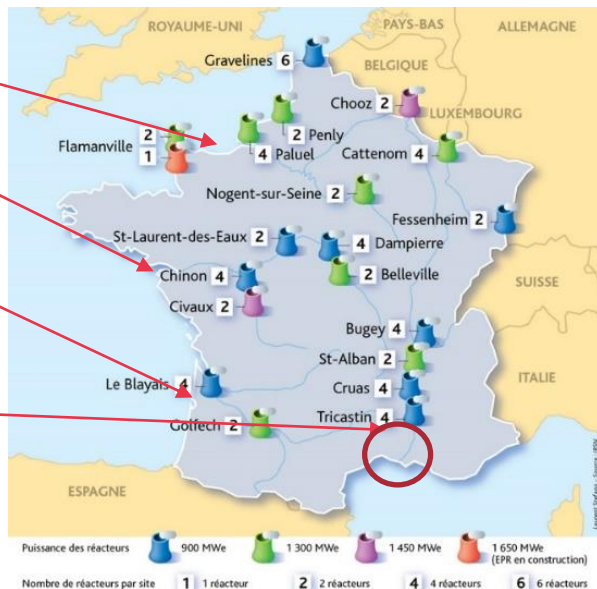 ROYAUME-UNI
PAYS-BAS
ALLEMAGNE
Gravelines 6
BELGIQUE
Chooz 2
LUXEMBOURG
2
Flamanville
1
2 Penly
4 Paluel
Cattenom 4
Nogent-sur-Seine 2
Fessenheim 2
St-Laurent-des-Eaux 2
4 Dampierre
Chinon 4
2 Belleville
SUISSE
Civaux 2
Bugey 4
St-Alban 2
ITALIE
Le Blayais 4
Cruas 4
Tricastin 4
Golfech 2
ESPAGNE
Puissance des réacteurs 900 MWe 1 300 MWe 1 450 MWe 1 650 MWe
(EPR en construction)
Nombre de réacteurs par site 1 1 réacteur 2 2 réacteurs 4 4 réacteurs 6 6 réacteurs